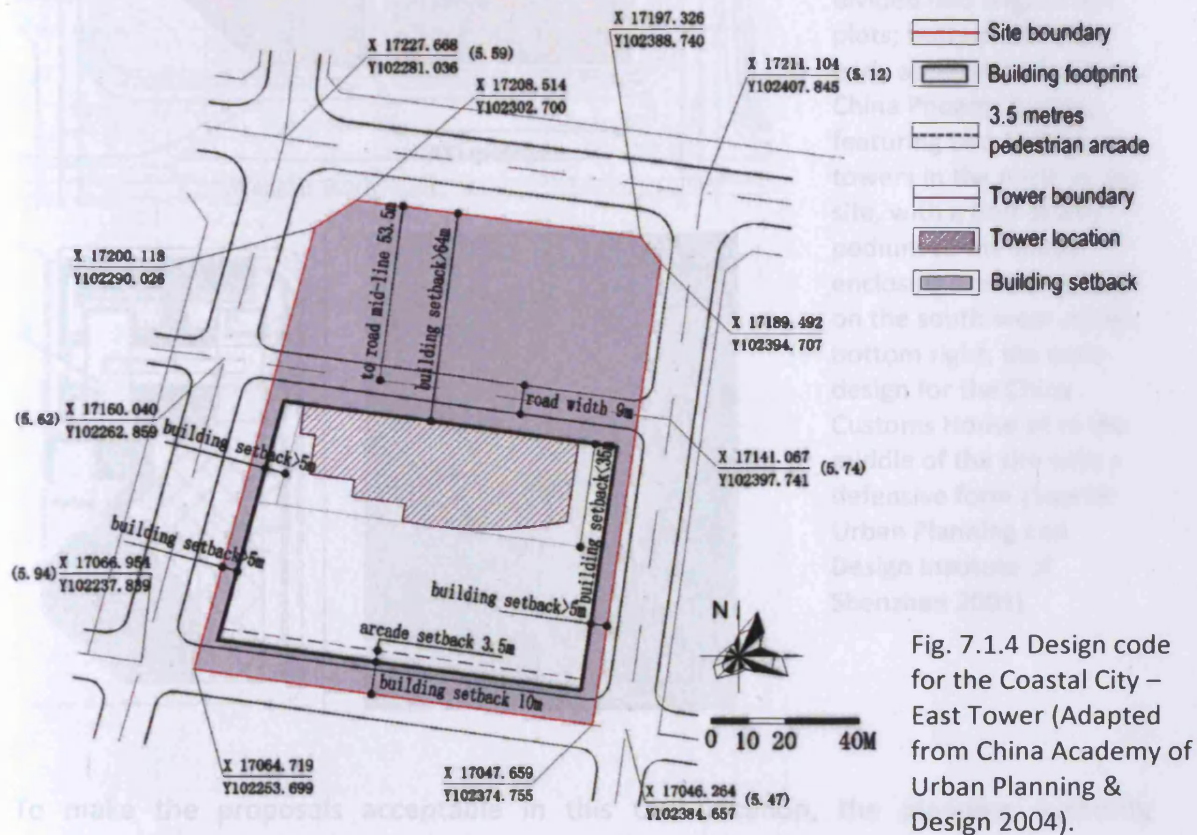 X 17197.326
Y102388.740
X 17227.668 (5.59)
Y102281.036
X 17208.514
Y102302.700
X 17211.104 (5.12)
Y102407.845
Site boundary
Building footprint
3.5 metres
pedestrian arcade
Tower boundary
Tower location
Building setback
to road mid-line 53.5m
building setback>64m
X 17200.118
Y102290.026
X 17189.492
Y102394.707
road width 9m
(5.62) X 17160.040
Y102262.859
building setback>5m
building setback<35
X 17141.067 (5.74)
Y102397.741
building setback>5m
(5.94) X 17066.954
Y102237.839
building setback>5m
arcade setback 3.5m
building setback 10m
N
0 10 20 40M
X 17064.719
Y102253.699
X 17047.659
Y102374.755
X 17046.264 (5.47)
Y102384.657
Fig. 7.1.4 Design code
for the Coastal City –
East Tower (Adapted
from China Academy of
Urban Planning &
Design 2004).
To make the proposals acceptable in this